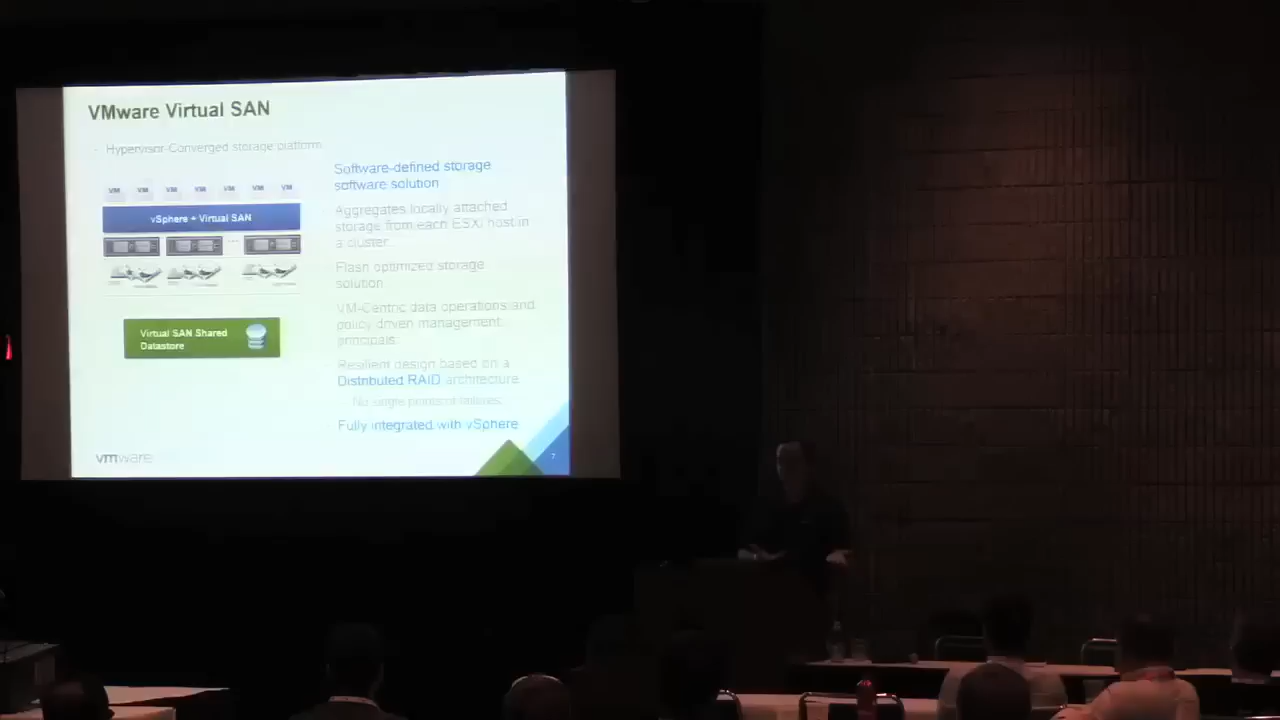 VMware Virtual SAN
- Hypervisor-Converged storage platform
VM VM VM VM VM VM VM
vSphere + Virtual SAN
...
Virtual SAN Shared
Datastore
Software-defined storage
software solution
Aggregates locally attached
storage from each ESXi host in
a cluster.
Flash optimized storage
solution
VM-Centric data operations and
policy driven management
principals
Resilient design based on a
Distributed RAID architecture
No single points of failures
Fully integrated with vSphere
vmware
7